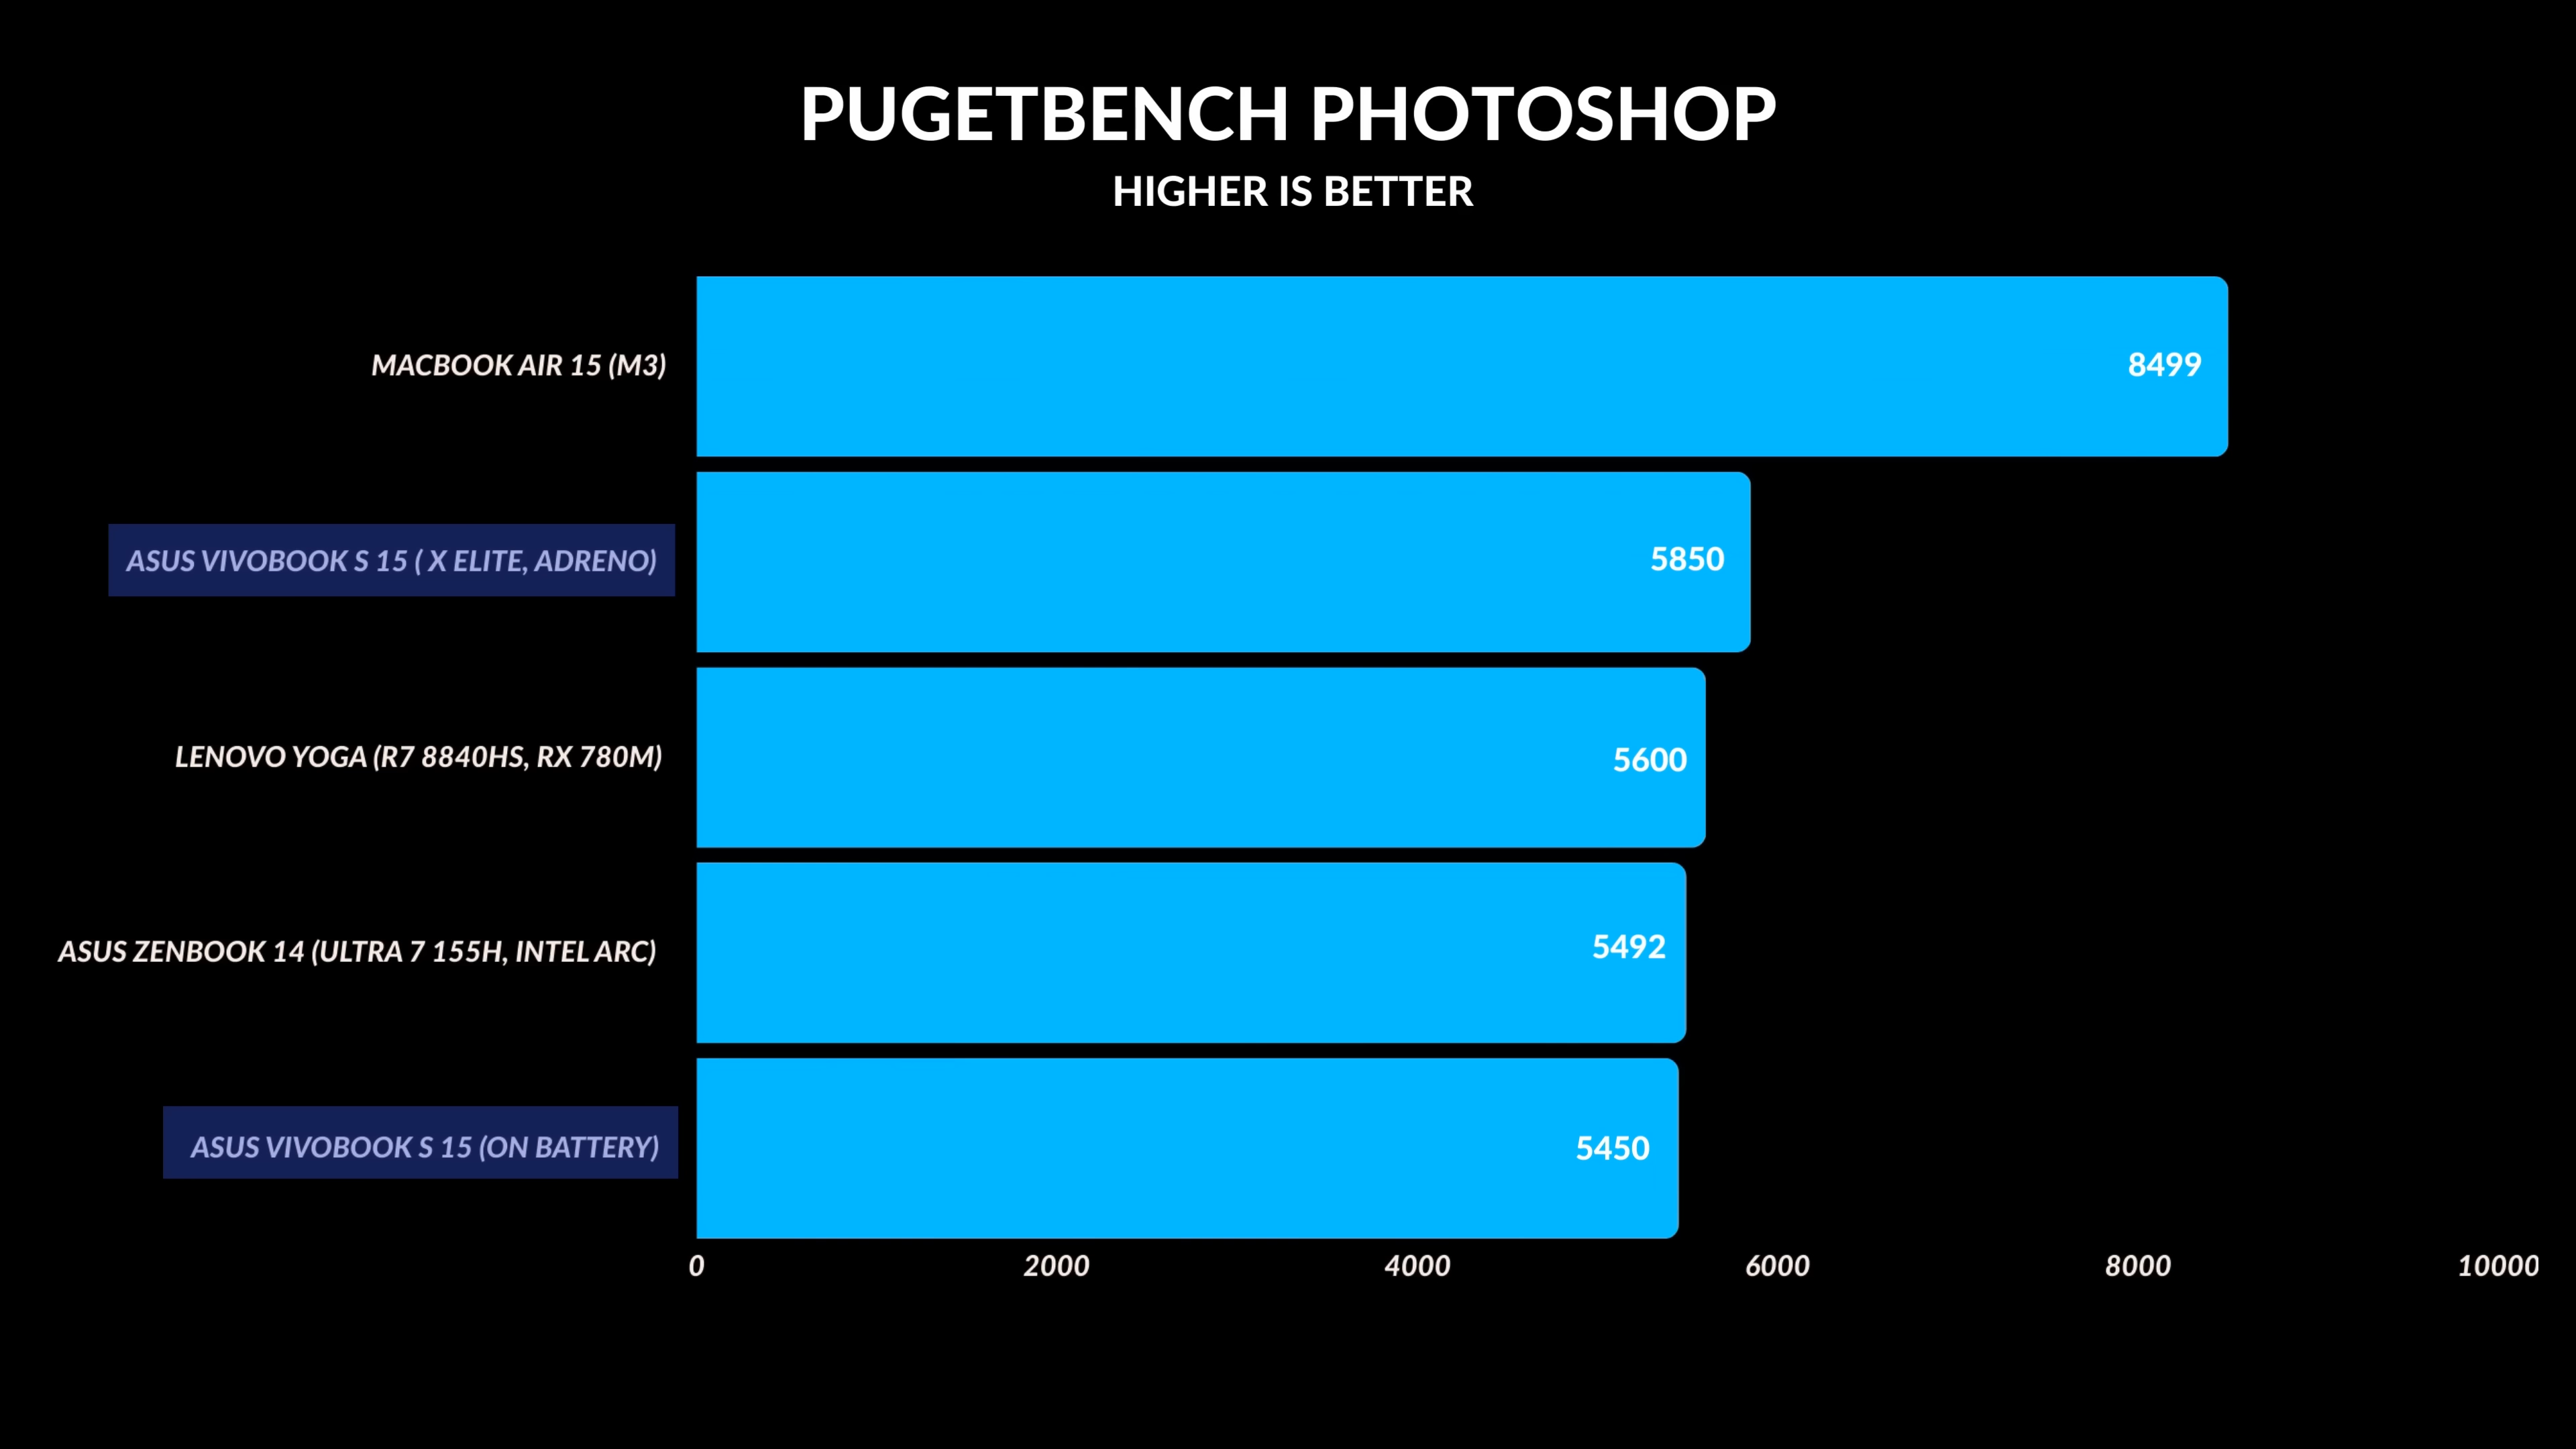 PUGETBENCH PHOTOSHOP
HIGHER IS BETTER
MACBOOK AIR 15 (M3)
8499
ASUS VIVOBOOK S 15 ( X ELITE, ADRENO)
5850
LENOVO YOGA (R7 8840HS, RX 780M)
5600
ASUS ZENBOOK 14 (ULTRA 7 155H, INTEL ARC)
5492
ASUS VIVOBOOK S 15 (ON BATTERY)
5450
0 2000 4000 6000 8000 10000